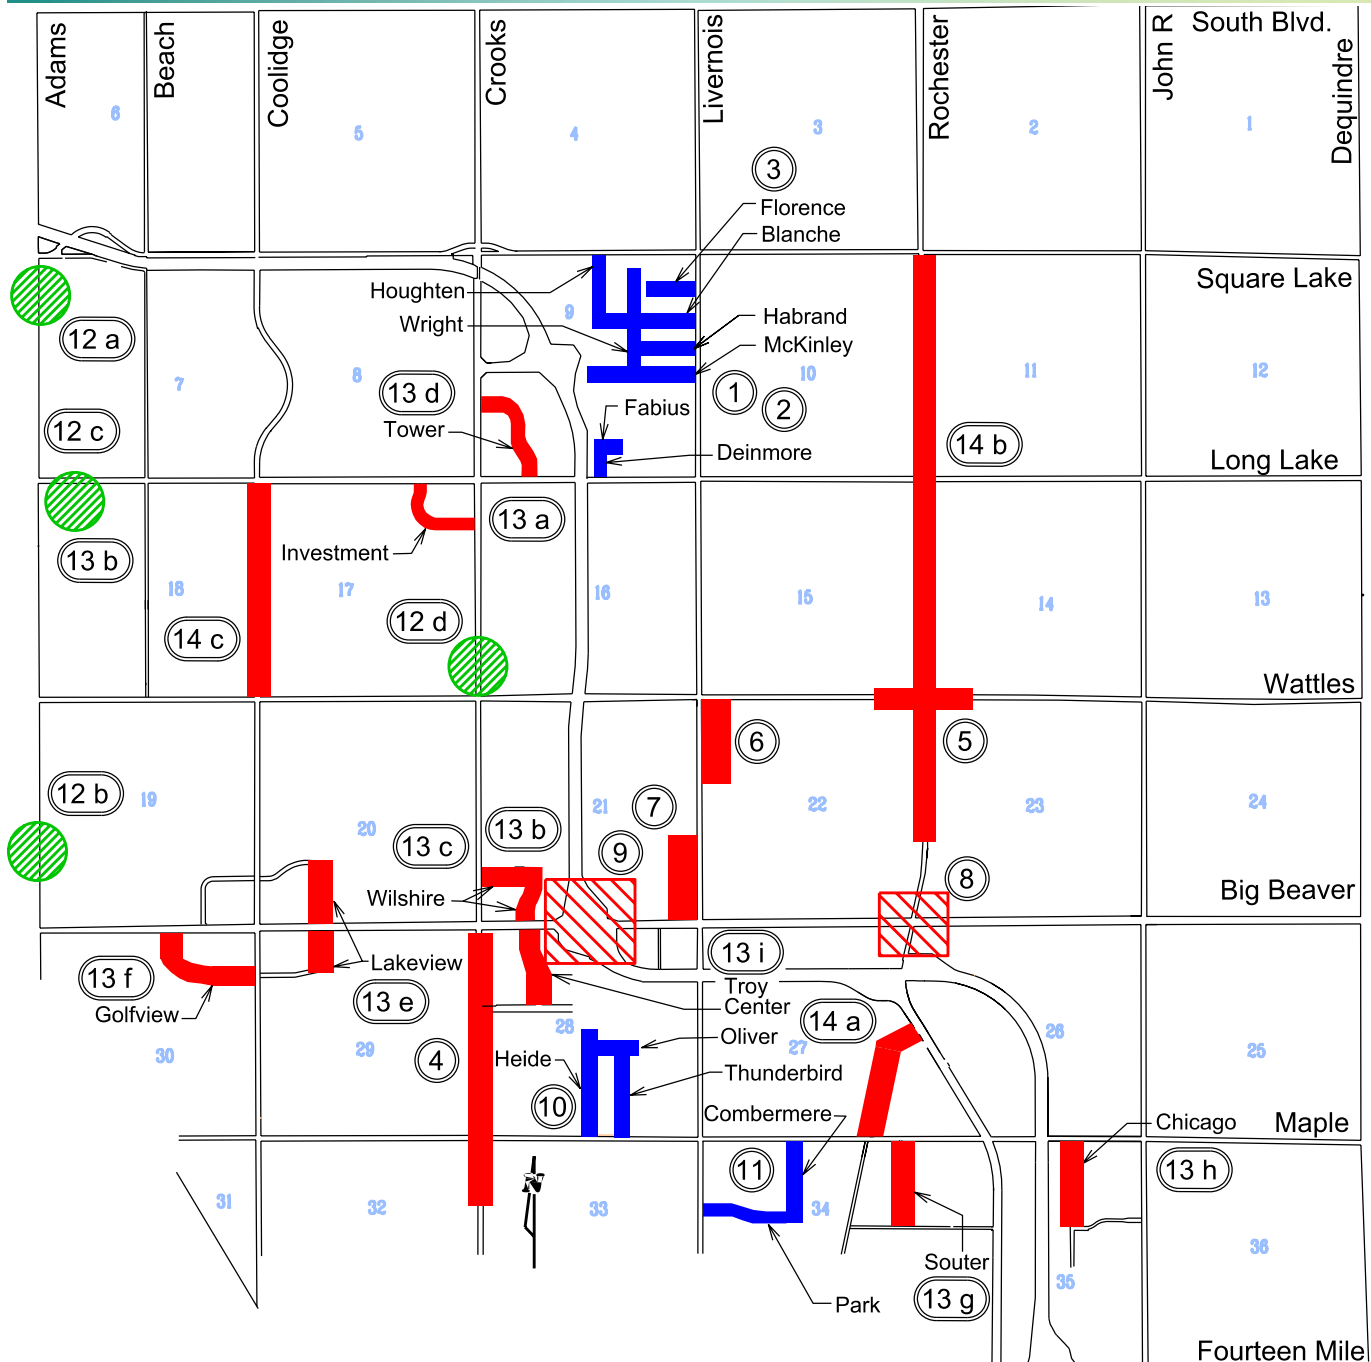 South Blvd.
Adams
Beach
Coolidge
Crooks
Livernois
Rochester
John R
Dequindre
6
5
4
3
2
1
3
Florence
Blanche
Square Lake
Houghten
9
Wright
Habrand
McKinley
12 a
7
8
13 d
10
11
12
1
2
Fabius
12 c
Tower
Deinmore
14 b
Long Lake
13 a
Investment
13 b
18
17
16
15
14
13
12 d
14 c
Wattles
6
5
12 b
19
20
21
22
23
24
7
13 b
13 c
9
8
Wilshire
Big Beaver
13 i
Lakeview
13 f
13 e
Troy
Center
Golfview
28
14 a
26
Oliver
27
30
29
4
Heide
25
Thunderbird
10
Combermere
Chicago
Maple
11
13 h
31
32
33
34
36
Souter
35
13 g
Park
Fourteen Mile